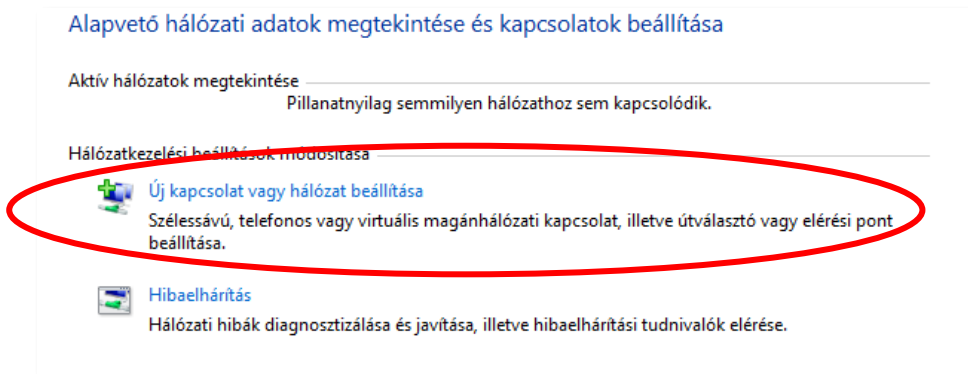 Alapvető hálózati adatok megtekintése és kapcsolatok beállítása
Aktív hálózatok megtekintése
Pillanatnyilag semmilyen hálózathoz sem kapcsolódik.
Hálózatkezelési beállítások módosítása
Új kapcsolat vagy hálózat beállítása
Szélessávú, telefonos vagy virtuális magánhálózati kapcsolat, illetve útválasztó vagy elérési pont
beállítása.
Hibaelhárítás
Hálózati hibák diagnosztizálása és javítása, illetve hibaelhárítási tudnivalók elérése.